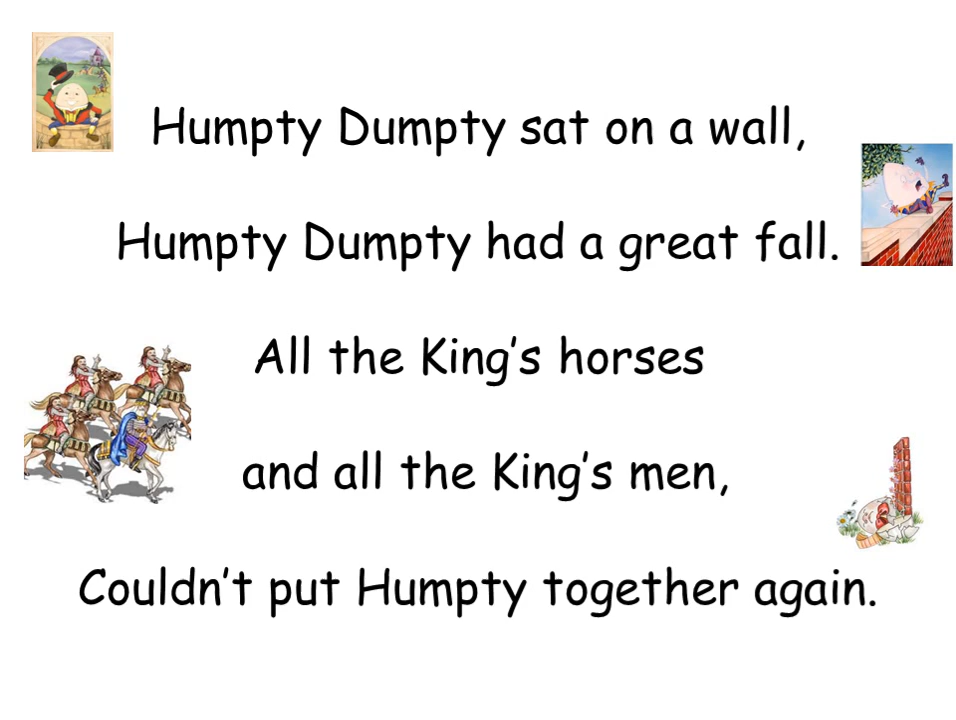 Humpty Dumpty sat on a wall,
Humpty Dumpty had a great fall.
All the King’s horses
and all the King’s men,
Couldn’t put Humpty together again.